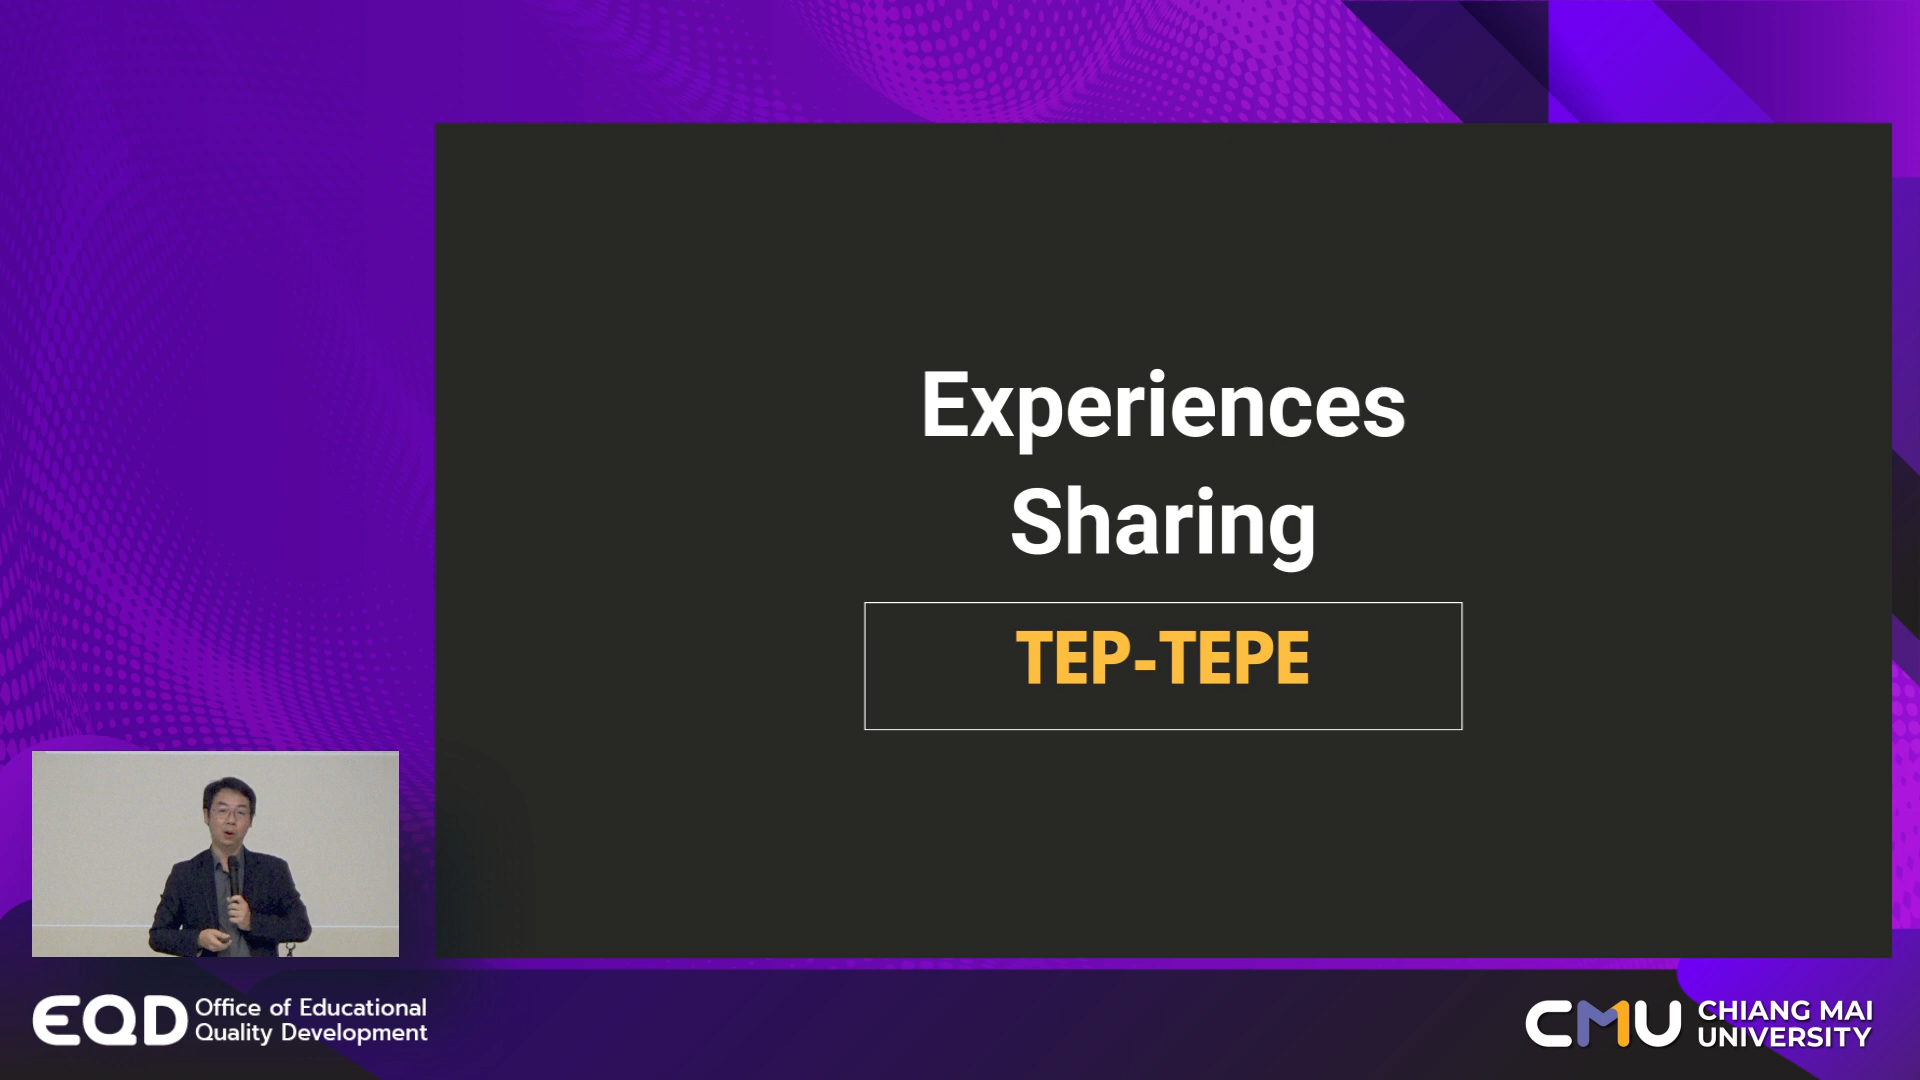 Experiences
Sharing
TEP-TEPE
EQD Office of Educational
Quality Development
CMU CHIANG MAI
UNIVERSITY